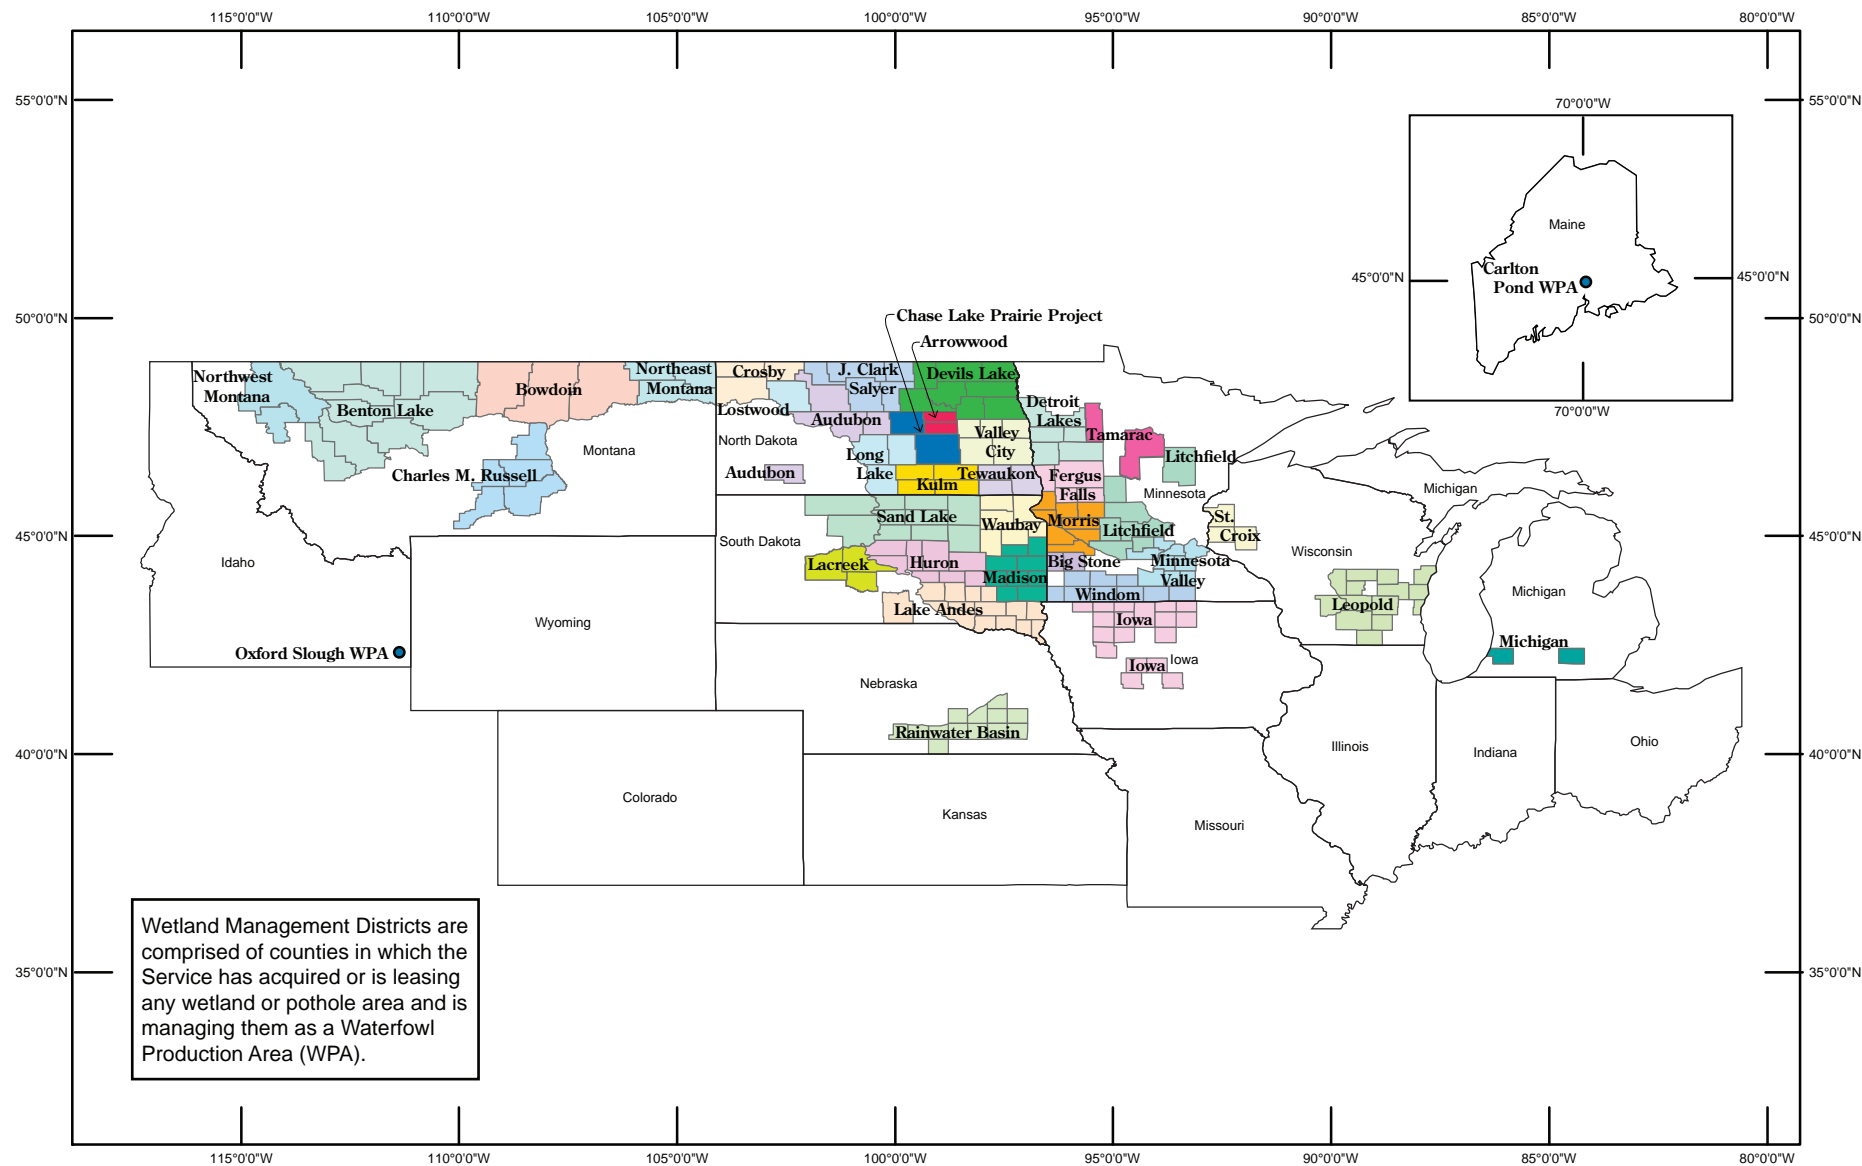 115°0'0"W
110°0'0"W
105°0'0"W
100°0'0"W
95°0'0"W
90°0'0"W
85°0'0"W
80°0'0"W
55°0'0"N
55°0'0"N
70°0'0"W
Maine
Carlton
Pond WPA
45°0'0"N
45°0'0"N
70°0'0"W
50°0'0"N
50°0'0"N
Chase Lake Prairie Project
Arrowwood
Northwest
Montana
Benton Lake
Bowdoin
Northeast
Montana
Charles M. Russell
Montana
Crosby
Lostwood
J. Clark
Salyer
Devils Lake
Audubon
North Dakota
Audubon
Long
Lake
Valley
City
Kulm
Tewaukon
Detroit
Lakes
Tamarac
Litchfield
Fergus
Falls
Minnesota
Morris
Litchfield
Big Stone
Minnesota
Valley
Windom
Sand Lake
Waubay
South Dakota
Lacreek
Huron
Madison
Lake Andes
St.
Croix
Wisconsin
Leopold
Michigan
Michigan
Michigan
45°0'0"N
45°0'0"N
Idaho
Wyoming
Oxford Slough WPA
Iowa
Iowa
Iowa
Nebraska
Rainwater Basin
40°0'0"N
40°0'0"N
Illinois
Indiana
Ohio
Colorado
Kansas
Missouri
Wetland Management Districts are
comprised of counties in which the
Service has acquired or is leasing
any wetland or pothole area and is
managing them as a Waterfowl
Production Area (WPA).
35°0'0"N
35°0'0"N
115°0'0"W
110°0'0"W
105°0'0"W
100°0'0"W
95°0'0"W
90°0'0"W
85°0'0"W
80°0'0"W